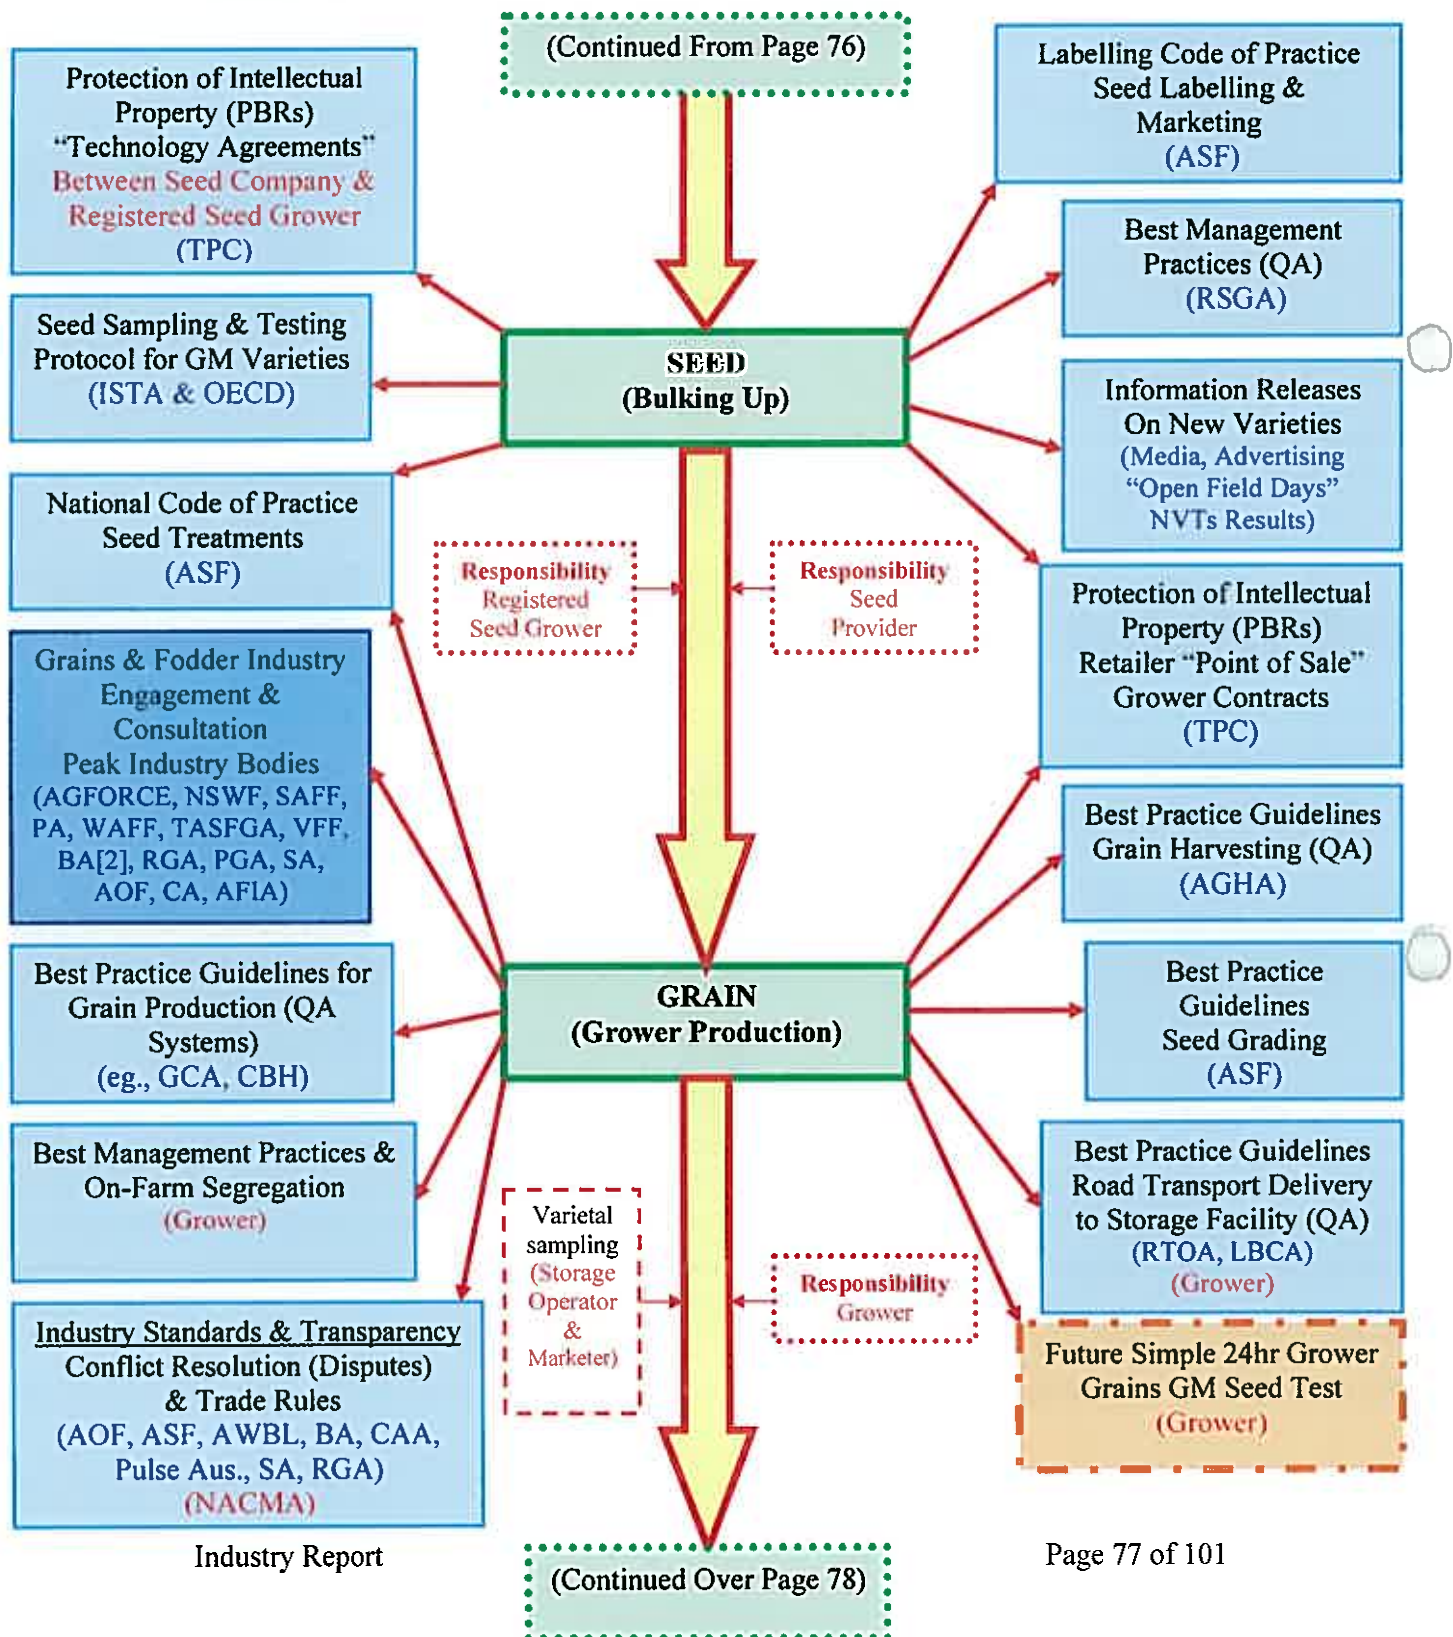 (Continued From Page 76)
Protection of Intellectual
Property (PBRs)
“Technology Agreements”
Between Seed Company &
Registered Seed Grower
(TPC)
Labelling Code of Practice
Seed Labelling &
Marketing
(ASF)
Best Management
Practices (QA)
(RSGA)
Seed Sampling & Testing
Protocol for GM Varieties
(ISTA & OECD)
SEED
(Bulking Up)
Information Releases
On New Varieties
(Media, Advertising
“Open Field Days”
NVTs Results)
National Code of Practice
Seed Treatments
(ASF)
Responsibility
Registered
Seed Grower
Responsibility
Seed
Provider
Protection of Intellectual
Property (PBRs)
Retailer “Point of Sale”
Grower Contracts
(TPC)
Grains & Fodder Industry
Engagement &
Consultation
Peak Industry Bodies
(AGFORCE, NSWF, SAFF,
PA, WAFF, TASFGA, VFF,
BA[2], RGA, PGA, SA,
AOF, CA, AFIA)
Best Practice Guidelines
Grain Harvesting (QA)
(AGHA)
Best Practice Guidelines for
Grain Production (QA
Systems)
(eg., GCA, CBH)
GRAIN
(Grower Production)
Best Practice
Guidelines
Seed Grading
(ASF)
Best Management Practices &
On-Farm Segregation
(Grower)
Varietal
sampling
(Storage
Operator
&
Marketer)
Responsibility
Grower
Best Practice Guidelines
Road Transport Delivery
to Storage Facility (QA)
(RTOA, LBCA)
(Grower)
Industry Standards & Transparency
Conflict Resolution (Disputes)
& Trade Rules
(AOF, ASF, AWBL, BA, CAA,
Pulse Aus., SA, RGA)
(NACMA)
Future Simple 24hr Grower
Grains GM Seed Test
(Grower)
Industry Report
(Continued Over Page 78)
Page 77 of 101